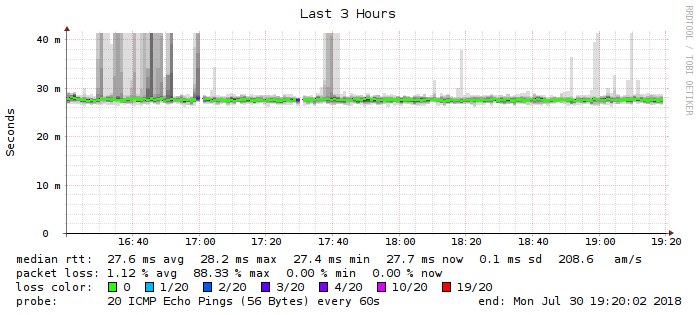 Last 3 Hours
RRDTOOL / TOBI OETIKER
Seconds
40 m
30 m
20 m
10 m
0
16:40 17:00 17:20 17:40 18:00 18:20 18:40 19:00 19:20
median rtt: 27.6 ms avg 28.2 ms max 27.4 ms min 27.7 ms now 0.1 ms sd 208.6 am/s
packet loss: 1.12 % avg 88.33 % max 0.00 % min 0.00 % now
loss color: 0 1/20 2/20 3/20 4/20 10/20 19/20
probe: 20 ICMP Echo Pings (56 Bytes) every 60s end: Mon Jul 30 19:20:02 2018